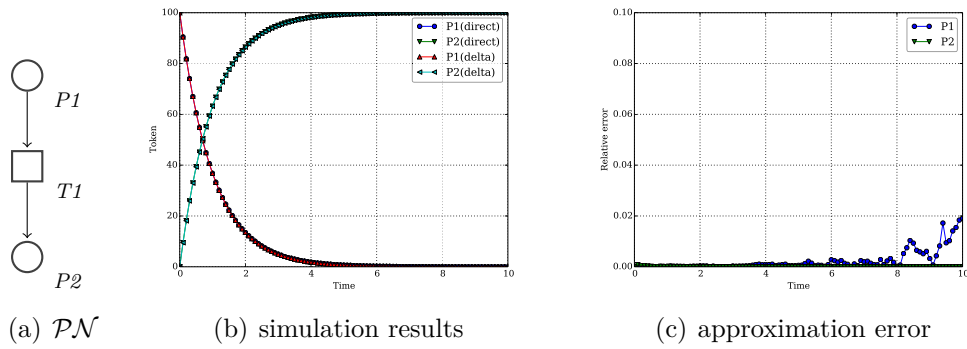 P1
T1
P2
(a) PN
100
80
60
40
20
0
Token
0 2 4 6 8 10
Time
P1(direct)
P2(direct)
P1(delta)
P2(delta)
(b) simulation results
0.10
0.08
0.06
0.04
0.02
0.00
Relative error
0 2 4 6 8 10
Time
P1
P2
(c) approximation error